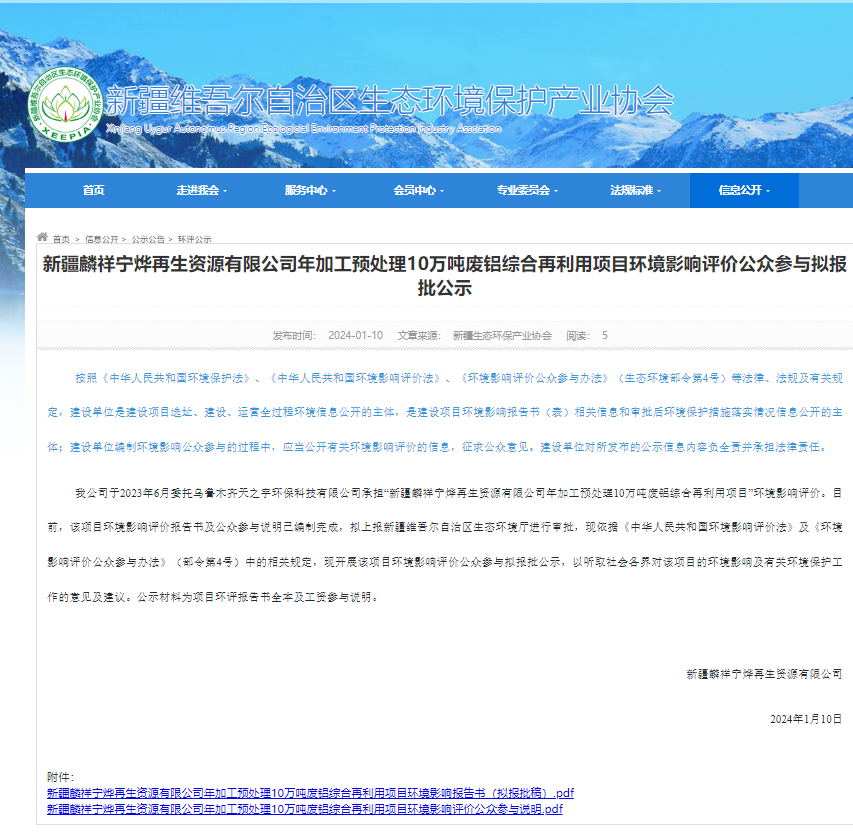 新疆维吾尔自治区生态环境保护产业协会
XEEPIA
新疆维吾尔自治区生态环境保护产业协会
Xinjiang Uygur Autonomus Region Ecologicial Environment Protection Industry Assciation
首页 走进我会 服务中心 会员中心 专业委员会 法规标准 信息公开
首页 > 信息公开 > 公示公告 > 环评公示
新疆麟祥宁烨再生资源有限公司年加工预处理10万吨废铝综合再利用项目环境影响评价公众参与拟报
批公示
发布时间： 2024-01-10 文章来源： 新疆生态环保产业协会 阅读： 5
按照《中华人民共和国环境保护法》、《中华人民共和国环境影响评价法》、《环境影响评价公众参与办法》（生态环境部令第4号）等法律、法规及有关规
定，建设单位是建设项目选址、建设、运营全过程环境信息公开的主体，是建设项目环境影响报告书（表）相关信息和审批后环境保护措施落实情况信息公开的主
体；建设单位编制环境影响公众参与的过程中，应当公开有关环境影响评价的信息，征求公众意见。建设单位对所发布的公示信息内容负全责并承担法律责任。
我公司于2023年6月委托乌鲁木齐天之宇环保科技有限公司承担“新疆麟祥宁烨再生资源有限公司年加工预处理10万吨废铝综合再利用项目”环境影响评价。目
前，该项目环境影响评价报告书及公众参与说明已编制完成，拟上报新疆维吾尔自治区生态环境厅进行审批，现依据《中华人民共和国环境影响评价法》及《环境
影响评价公众参与办法》（部令第4号）中的相关规定，现开展该项目环境影响评价公众参与拟报批公示，以听取社会各界对该项目的环境影响及有关环境保护工
作的意见及建议。公示材料为项目环评报告书全本及工资参与说明。
新疆麟祥宁烨再生资源有限公司
2024年1月10日
附件：
新疆麟祥宁烨再生资源有限公司年加工预处理10万吨废铝综合再利用项目环境影响报告书（拟报批稿）.pdf
新疆麟祥宁烨再生资源有限公司年加工预处理10万吨废铝综合再利用项目环境影响评价公众参与说明.pdf